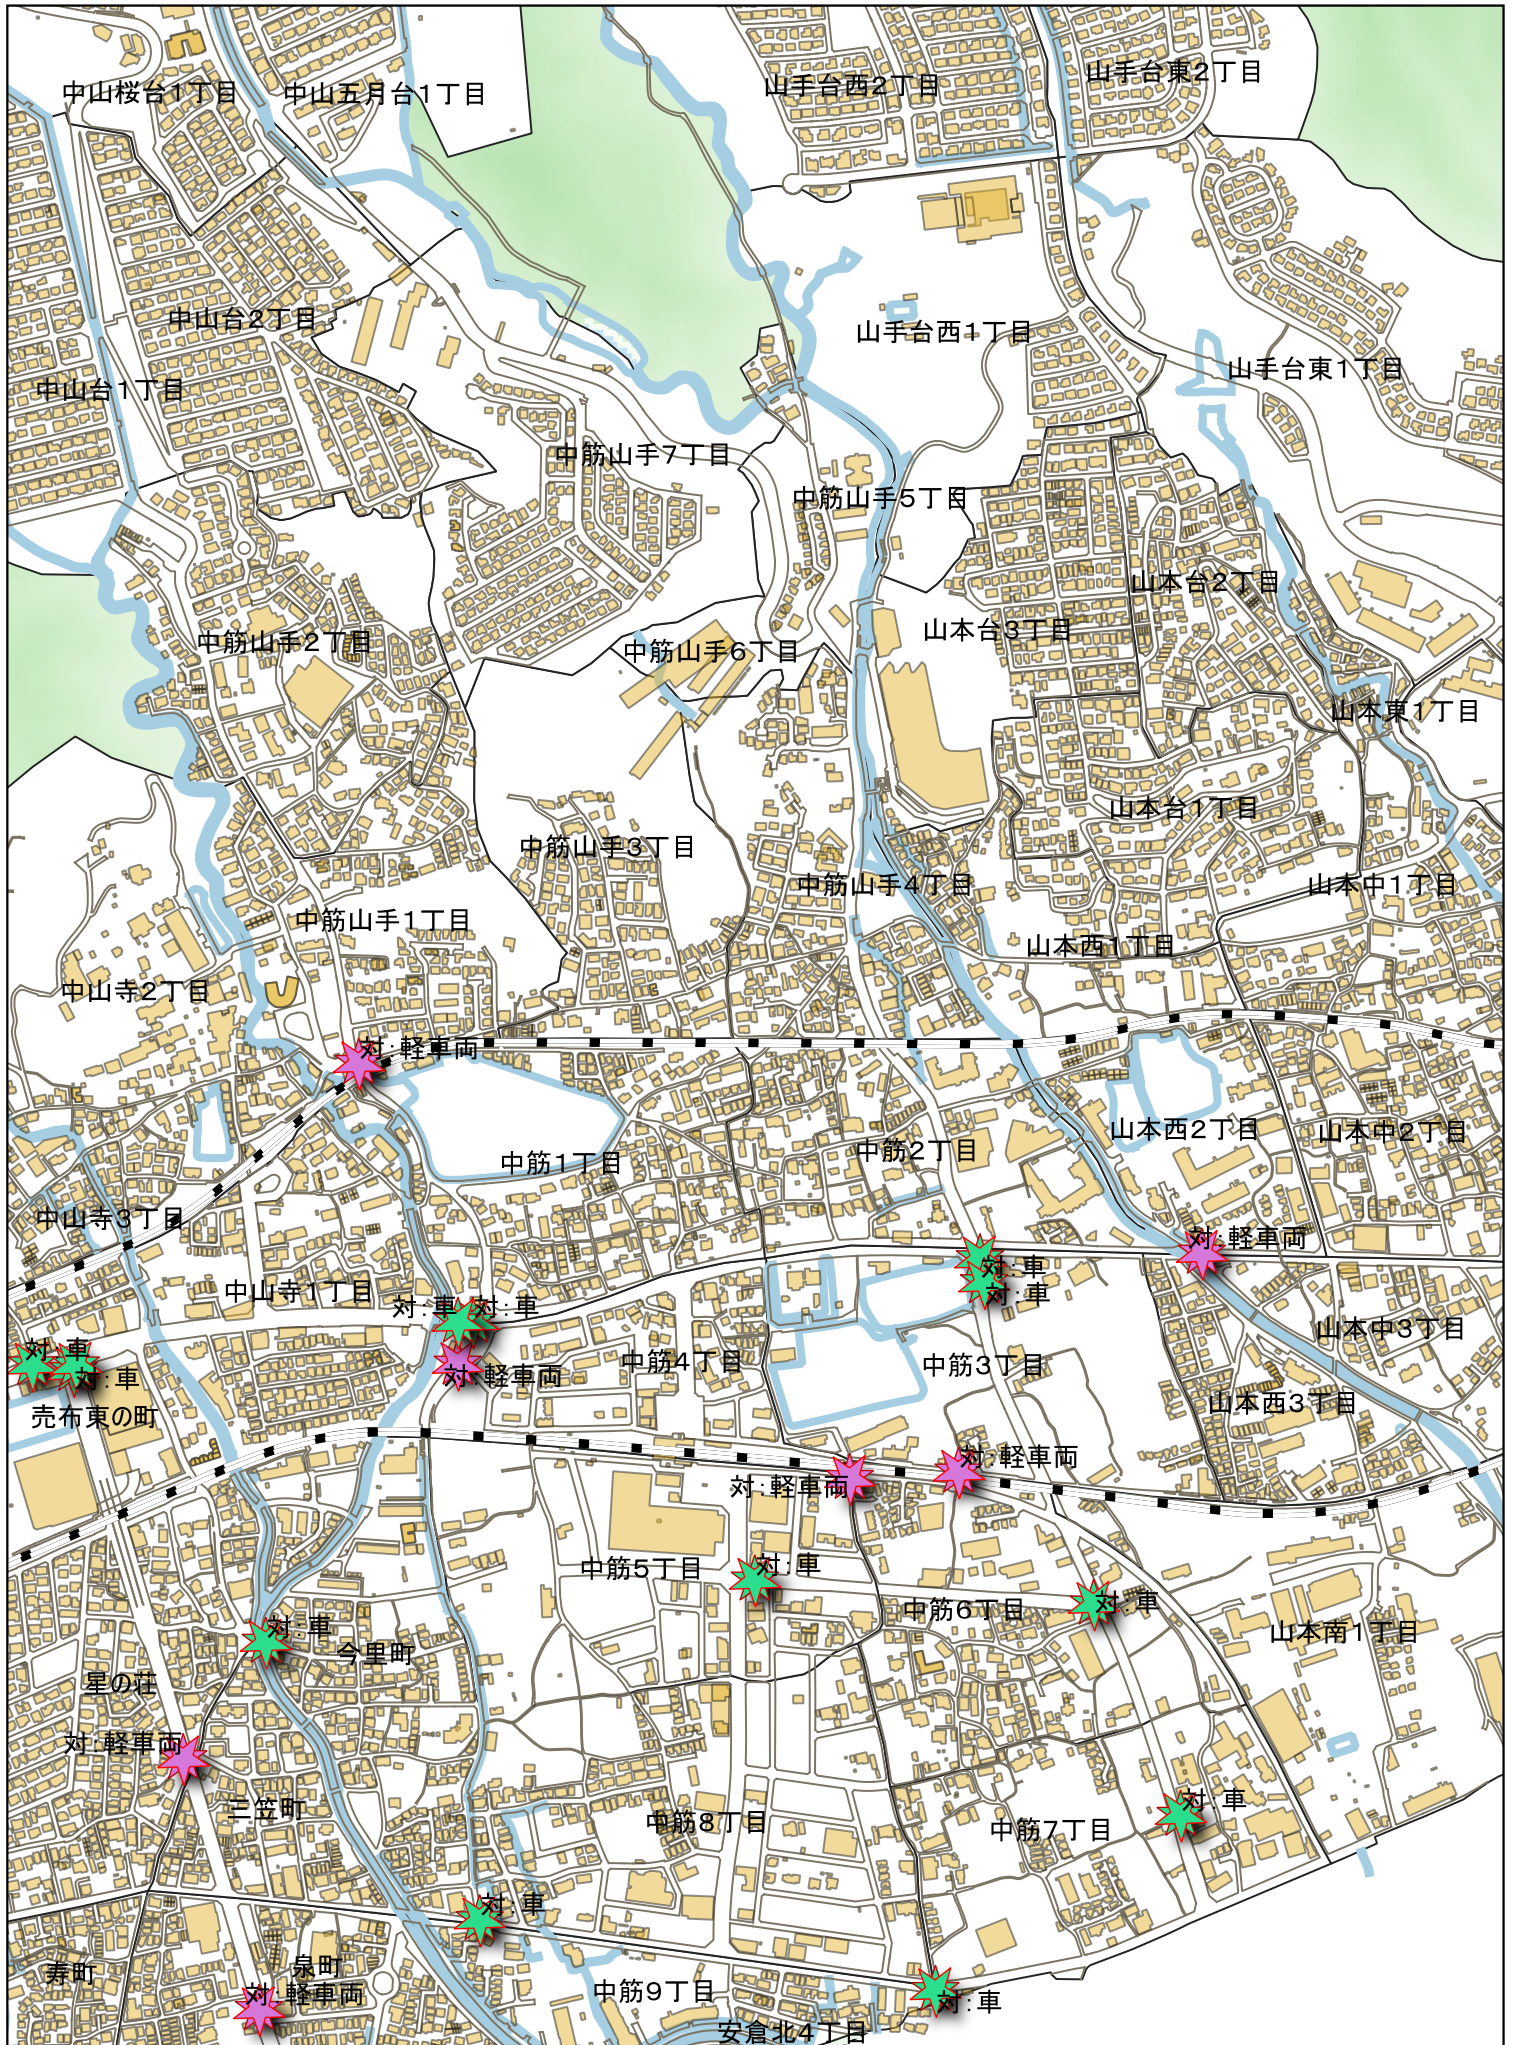 山手台東2丁目
山手台西2丁目
中山桜台1丁目
中山五月台1丁目
中山台2丁目
山手台西1丁目
山手台東1丁目
中山台1丁目
中筋山手7丁目
中筋山手5丁目
山本台2丁目
山本台3丁目
中筋山手2丁目
中筋山手6丁目
山本東1丁目
山本台1丁目
中筋山手3丁目
中筋山手4丁目
山本中1丁目
中筋山手1丁目
山本西1丁目
中山寺2丁目
対:軽車両
山本西2丁目
山本中2丁目
中筋2丁目
中筋1丁目
中山寺3丁目
対:軽車両
対:車
中山寺1丁目
対:車
対:車
対:車
山本中3丁目
対:車
中筋4丁目
中筋3丁目
対:車
対:軽車両
山本西3丁目
売布東の町
対:軽車両
対:軽車両
対:車
中筋5丁目
対:車
中筋6丁目
対:車
山本南1丁目
今里町
星の荘
対:軽車両
対:車
三笠町
中筋8丁目
中筋7丁目
対:車
泉町
寿町
中筋9丁目
対:軽車両
対:車
安倉北4丁目